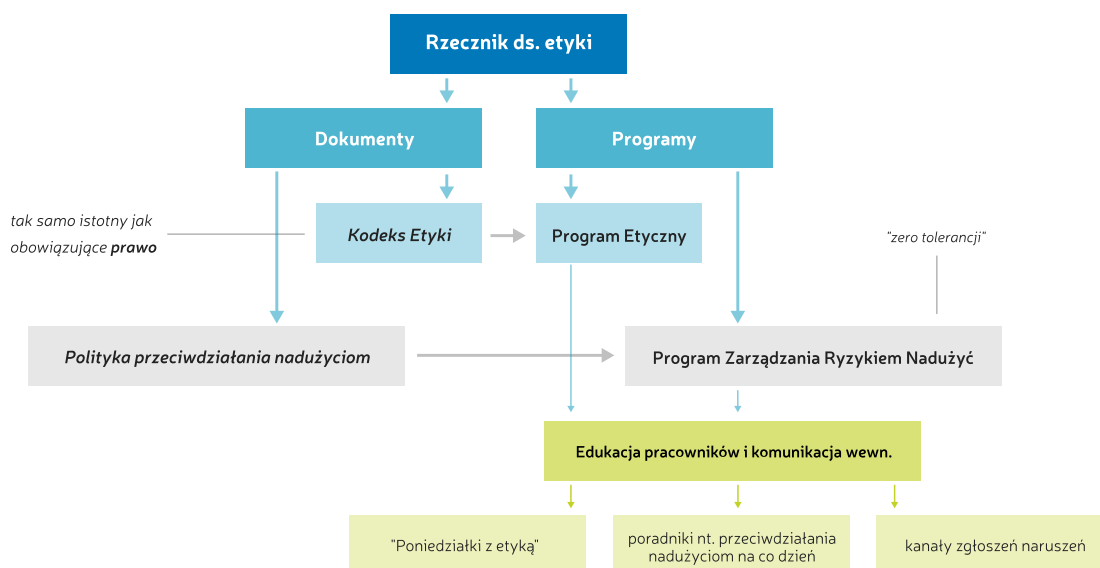 Rzecznik ds. etyki
Dokumenty
Programy
tak samo istotny jak
obowiązujące prawo
Kodeks Etyki
Program Etyczny
"zero tolerancji"
Polityka przeciwdziałania nadużyciom
Program Zarządzania Ryzykiem Nadużyć
Edukacja pracowników i komunikacja wewn.
"Poniedziałki z etyką"
poradniki nt. przeciwdziałania
nadużyciom na co dzień
kanały zgłoszeń naruszeń